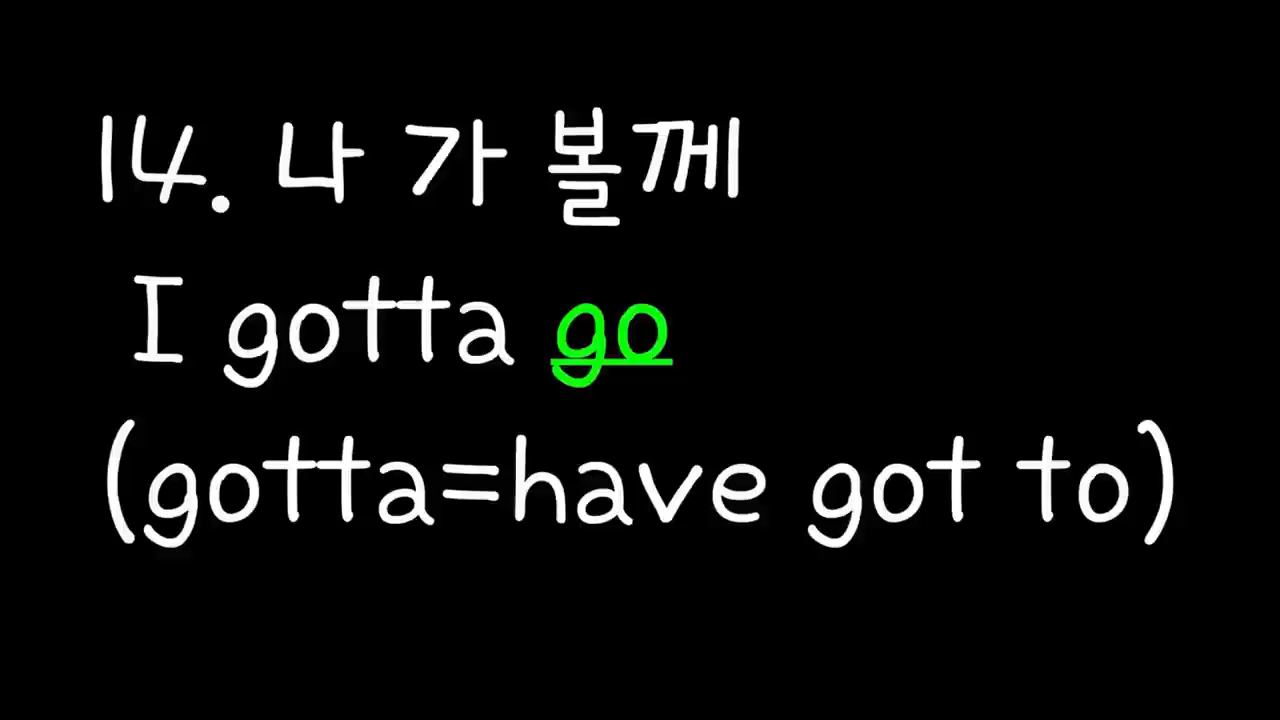 14. 나 가 볼께
I gotta go
(gotta=have got to)